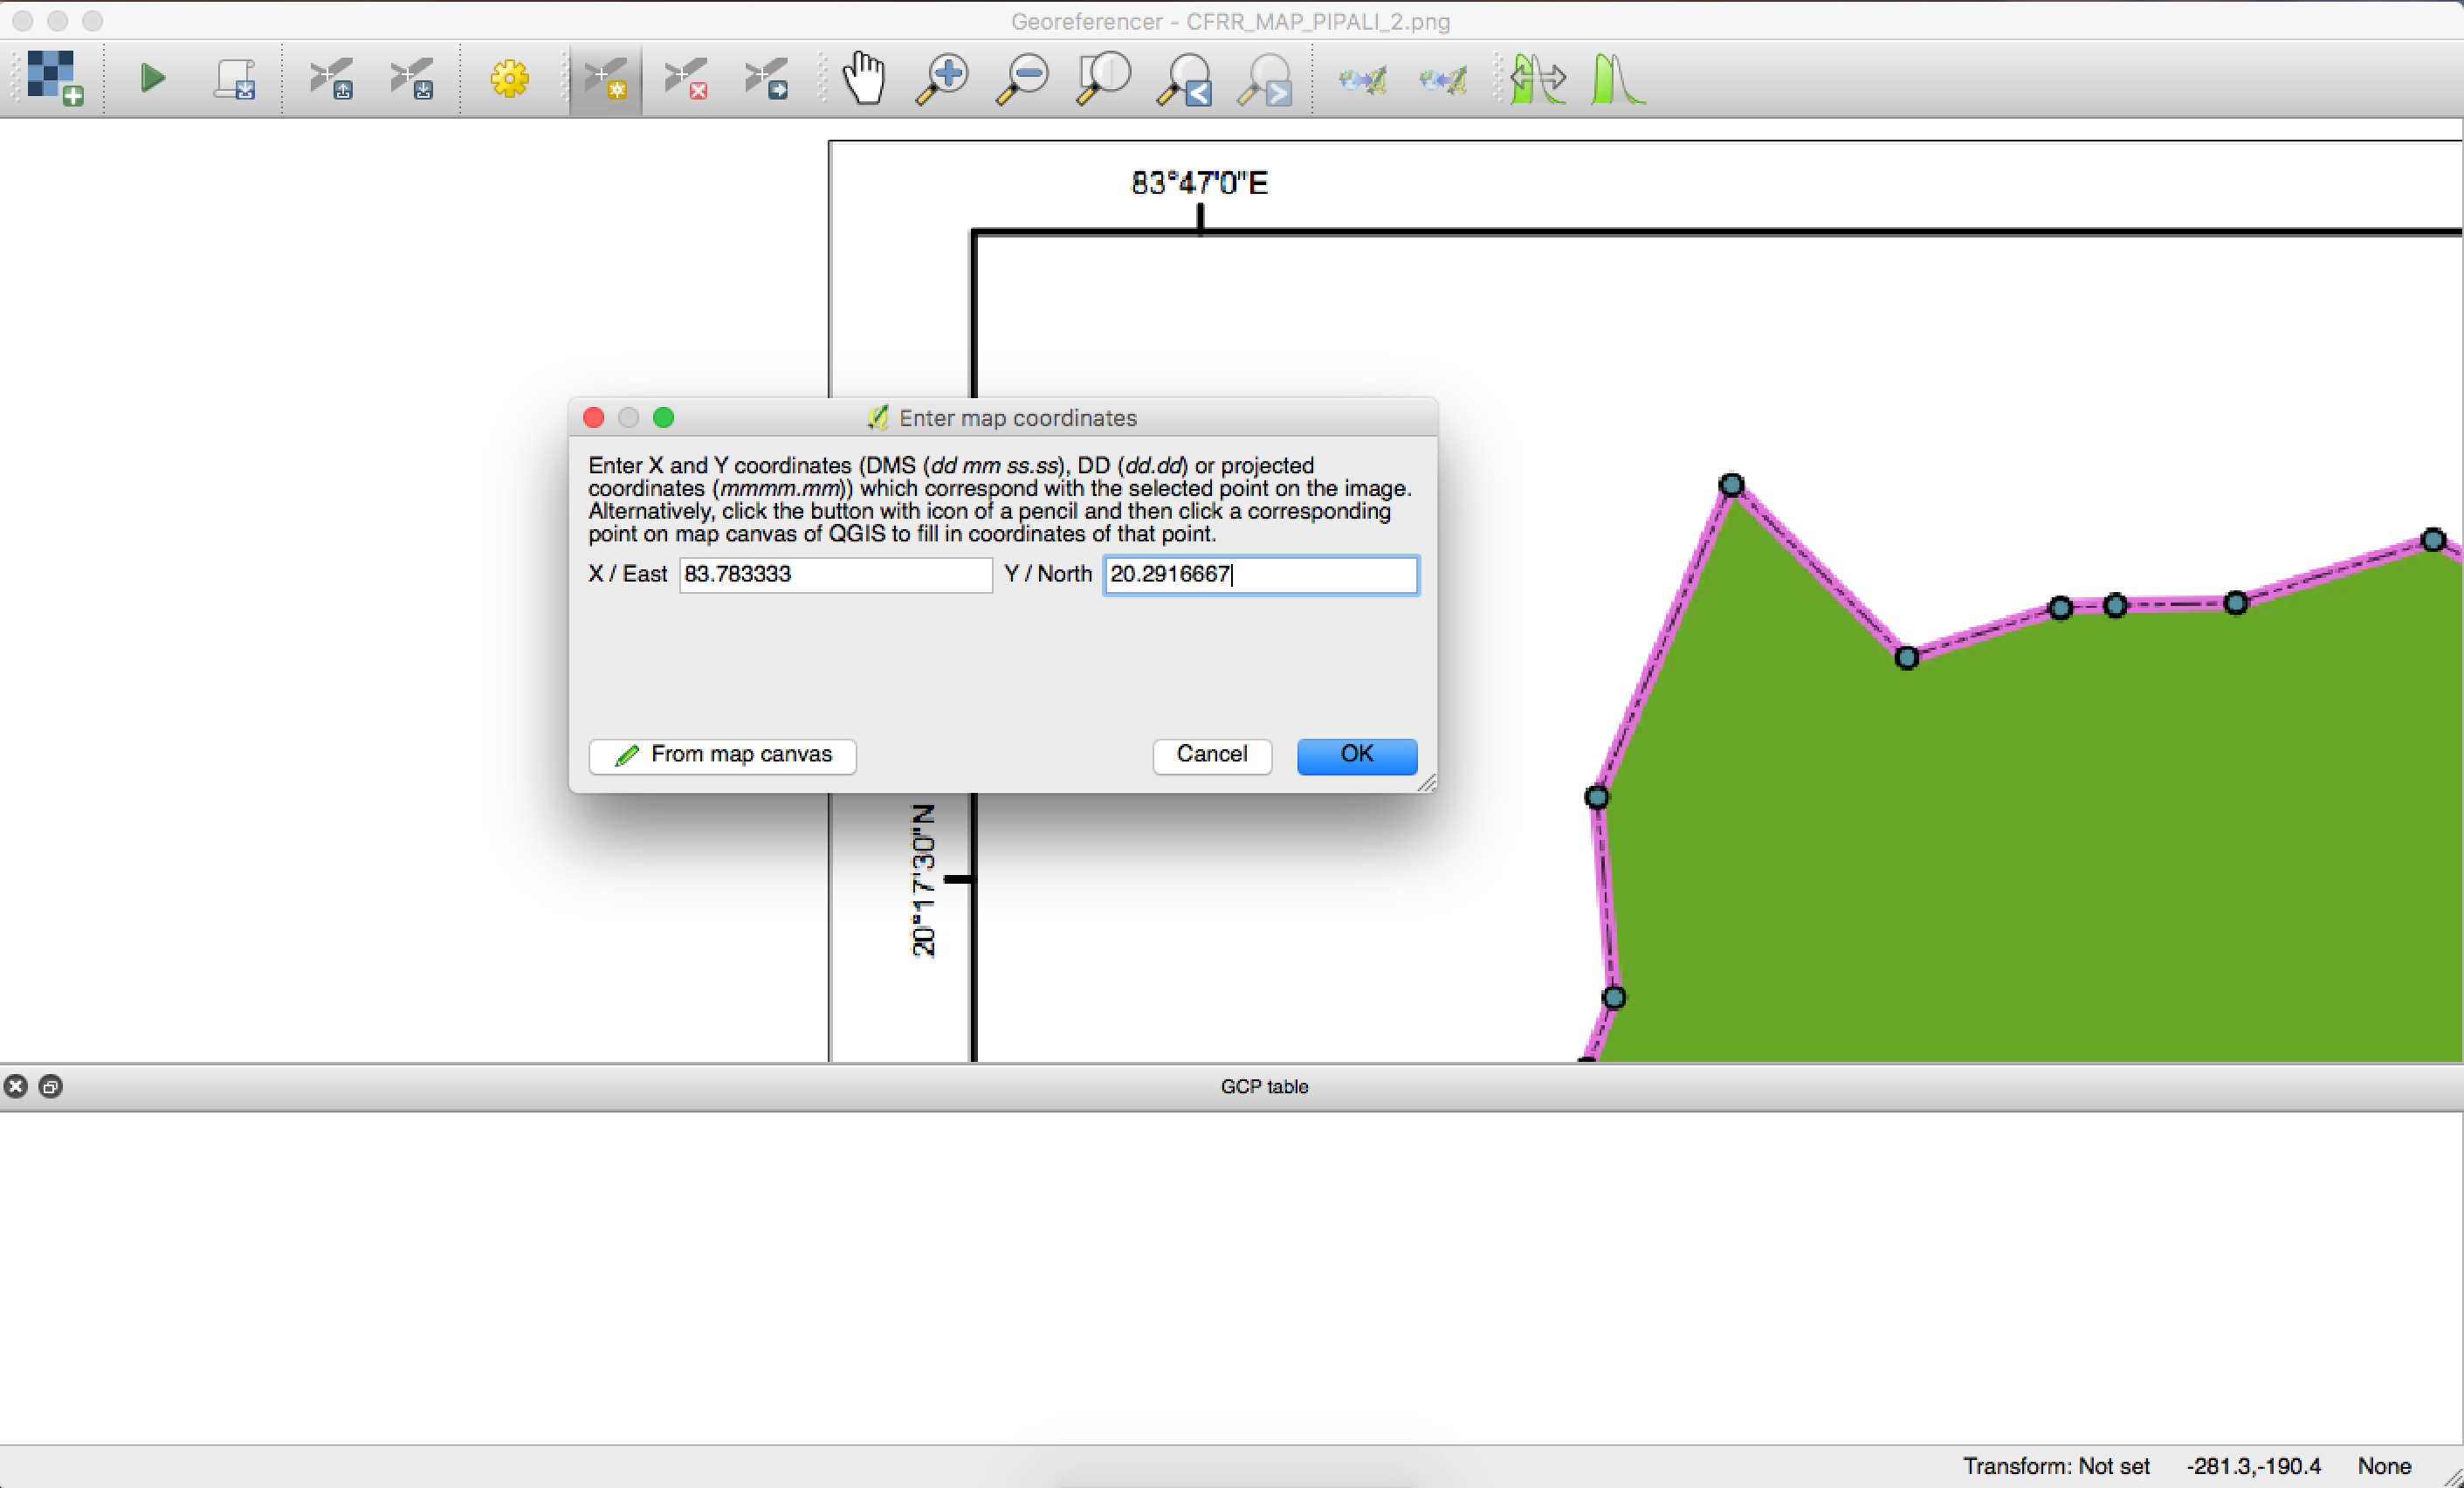 Georeferencer - CFRR_MAP_PIPALI_2.png
83°47'0"E
Enter map coordinates
Enter X and Y coordinates (DMS (dd mm ss.ss), DD (dd.dd) or projected
coordinates (mmmm.mm)) which correspond with the selected point on the image.
Alternatively, click the button with icon of a pencil and then click a corresponding
point on map canvas of QGIS to fill in coordinates of that point.
X / East 83.783333 Y / North 20.2916667
From map canvas Cancel OK
20°17'30"N
GCP table
Transform: Not set -281.3,-190.4 None